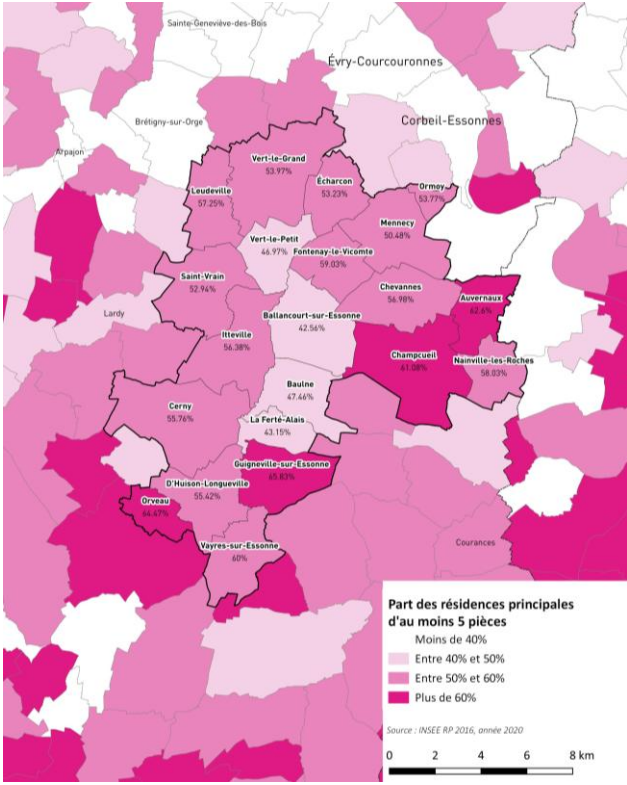 Sainte-Geneviève-des-Bois
Évry-Courcouronnes
Brétigny-sur-Orge
Corbeil-Essonnes
Arpajon
Vert-le-Grand
53.97%
Écharcon
53.23%
Ormoy
53.77%
Leudeville
57.25%
Mennecy
50.48%
Vert-le-Petit
46.97%
Fontenay-le-Vicomte
59.03%
Saint-Vrain
52.94%
Chevannes
56.98%
Auvernaux
62.6%
Lardy
Ballancourt-sur-Essonne
42.56%
Itteville
56.38%
Champcueil
61.08%
Nainville-les-Roches
58.03%
Baulne
47.46%
Cerny
55.76%
La Ferté-Alais
43.15%
Guigneville-sur-Essonne
65.83%
D'Huison-Longueville
55.42%
Orveau
64.47%
Vayres-sur-Essonne
60%
Courances
Part des résidences principales
d'au moins 5 pièces
Moins de 40%
Entre 40% et 50%
Entre 50% et 60%
Plus de 60%
Source : INSEE RP 2016, année 2020
0 2 4 6 8 km